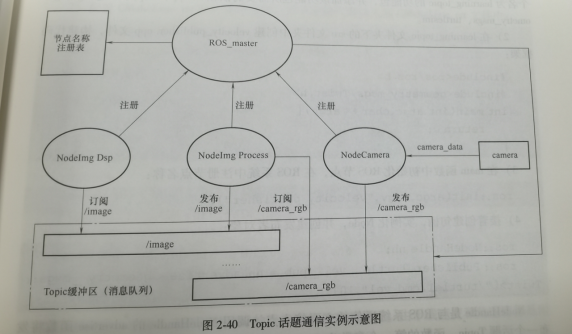 节点名称
注册表
ROS_master
注册
注册
注册
NodeImg Dsp
NodeImg Process
NodeCamera
camera_data
camera
订阅
/image
发布
/image
订阅
/camera_rgb
发布
/camera_rgb
/image
......
Topic缓冲区（消息队列）
/camera_rgb
图 2-40 Topic 话题通信实例示意图